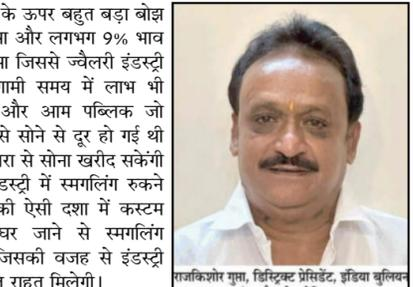 के ऊपर बहुत बड़ा बोझ
और लगभग 9% भाव
जिससे ज्वैलरी इंडस्ट्री
गामी समय में लाभ भी
और आम पब्लिक जो
से सोने से दूर हो गई थी
रा से सोना खरीद सकेंगी
डस्ट्री में स्मगलिंग रुकने
की ऐसी दशा में कस्टम
घर जाने से स्मगलिंग
जिसकी वजह से इंडस्ट्री
राहत मिलेगी।
राजकिशोर गुप्ता, डिस्ट्रिक्ट प्रेसिडेंट, इंडिया बुलियन